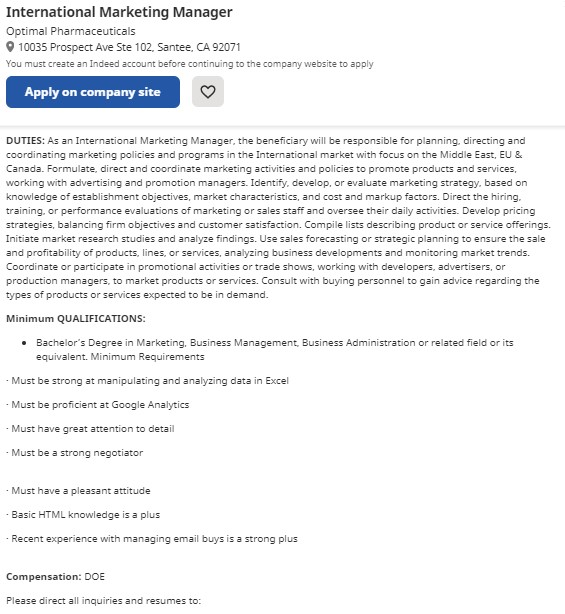 International Marketing Manager
Optimal Pharmaceuticals
10035 Prospect Ave Ste 102, Santee, CA 92071
You must create an Indeed account before continuing to the company website to apply
Apply on company site
DUTIES: As an International Marketing Manager, the beneficiary will be responsible for planning, directing and
coordinating marketing policies and programs in the International market with focus on the Middle East, EU &
Canada. Formulate, direct and coordinate marketing activities and policies to promote products and services,
working with advertising and promotion managers. Identify, develop, or evaluate marketing strategy, based on
knowledge of establishment objectives, market characteristics, and cost and markup factors. Direct the hiring,
training, or performance evaluations of marketing or sales staff and oversee their daily activities. Develop pricing
strategies, balancing firm objectives and customer satisfaction. Compile lists describing product or service offerings.
Initiate market research studies and analyze findings. Use sales forecasting or strategic planning to ensure the sale
and profitability of products, lines, or services, analyzing business developments and monitoring market trends.
Coordinate or participate in promotional activities or trade shows, working with developers, advertisers, or
production managers, to market products or services. Consult with buying personnel to gain advice regarding the
types of products or services expected to be in demand.
Minimum QUALIFICATIONS:
• Bachelor's Degree in Marketing, Business Management, Business Administration or related field or its
equivalent. Minimum Requirements
· Must be strong at manipulating and analyzing data in Excel
· Must be proficient at Google Analytics
· Must have great attention to detail
· Must be a strong negotiator
· Must have a pleasant attitude
· Basic HTML knowledge is a plus
· Recent experience with managing email buys is a strong plus
Compensation: DOE
Please direct all inquiries and resumes to: